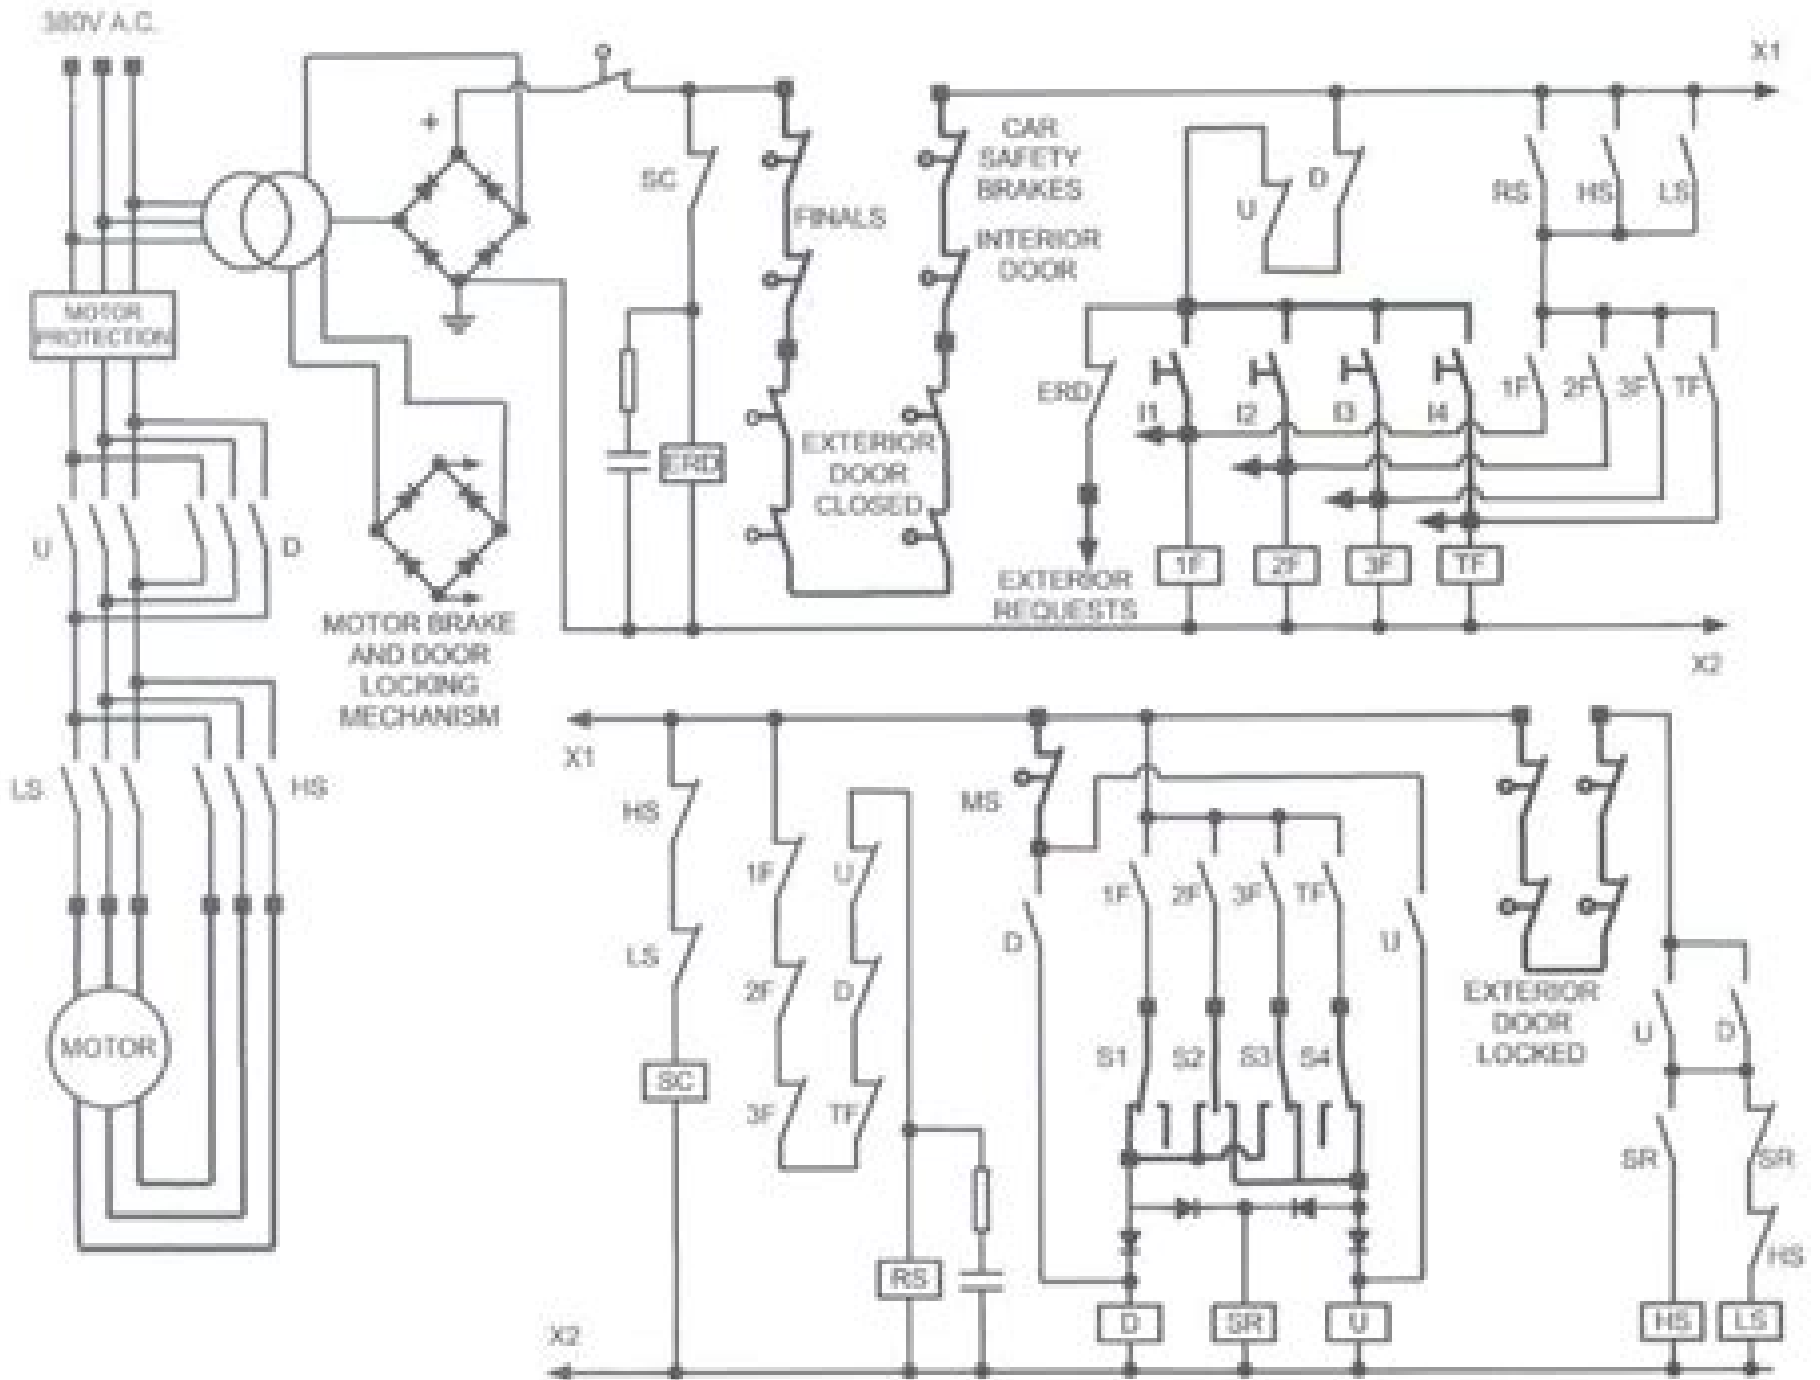 380V A.C.
X1
+
SC
FINALS
CAR
SAFETY
BRAKES
INTERIOR
DOOR
U
D
RS
HS
LS
MOTOR
PROTECTION
ERD
EXTERIOR
DOOR
CLOSED
ERD
I1
I2
I3
I4
1F
2F
3F
TF
U
D
EXTERIOR
REQUESTS
1F
2F
3F
TF
MOTOR BRAKE
AND DOOR
LOCKING
MECHANISM
X2
LS
HS
X1
HS
LS
SC
1F
2F
3F
U
D
TF
RS
MS
D
1F
2F
3F
TF
U
S1
S2
S3
S4
EXTERIOR
DOOR
LOCKED
U
D
SR
SR
HS
MOTOR
X2
D
SR
U
HS
LS